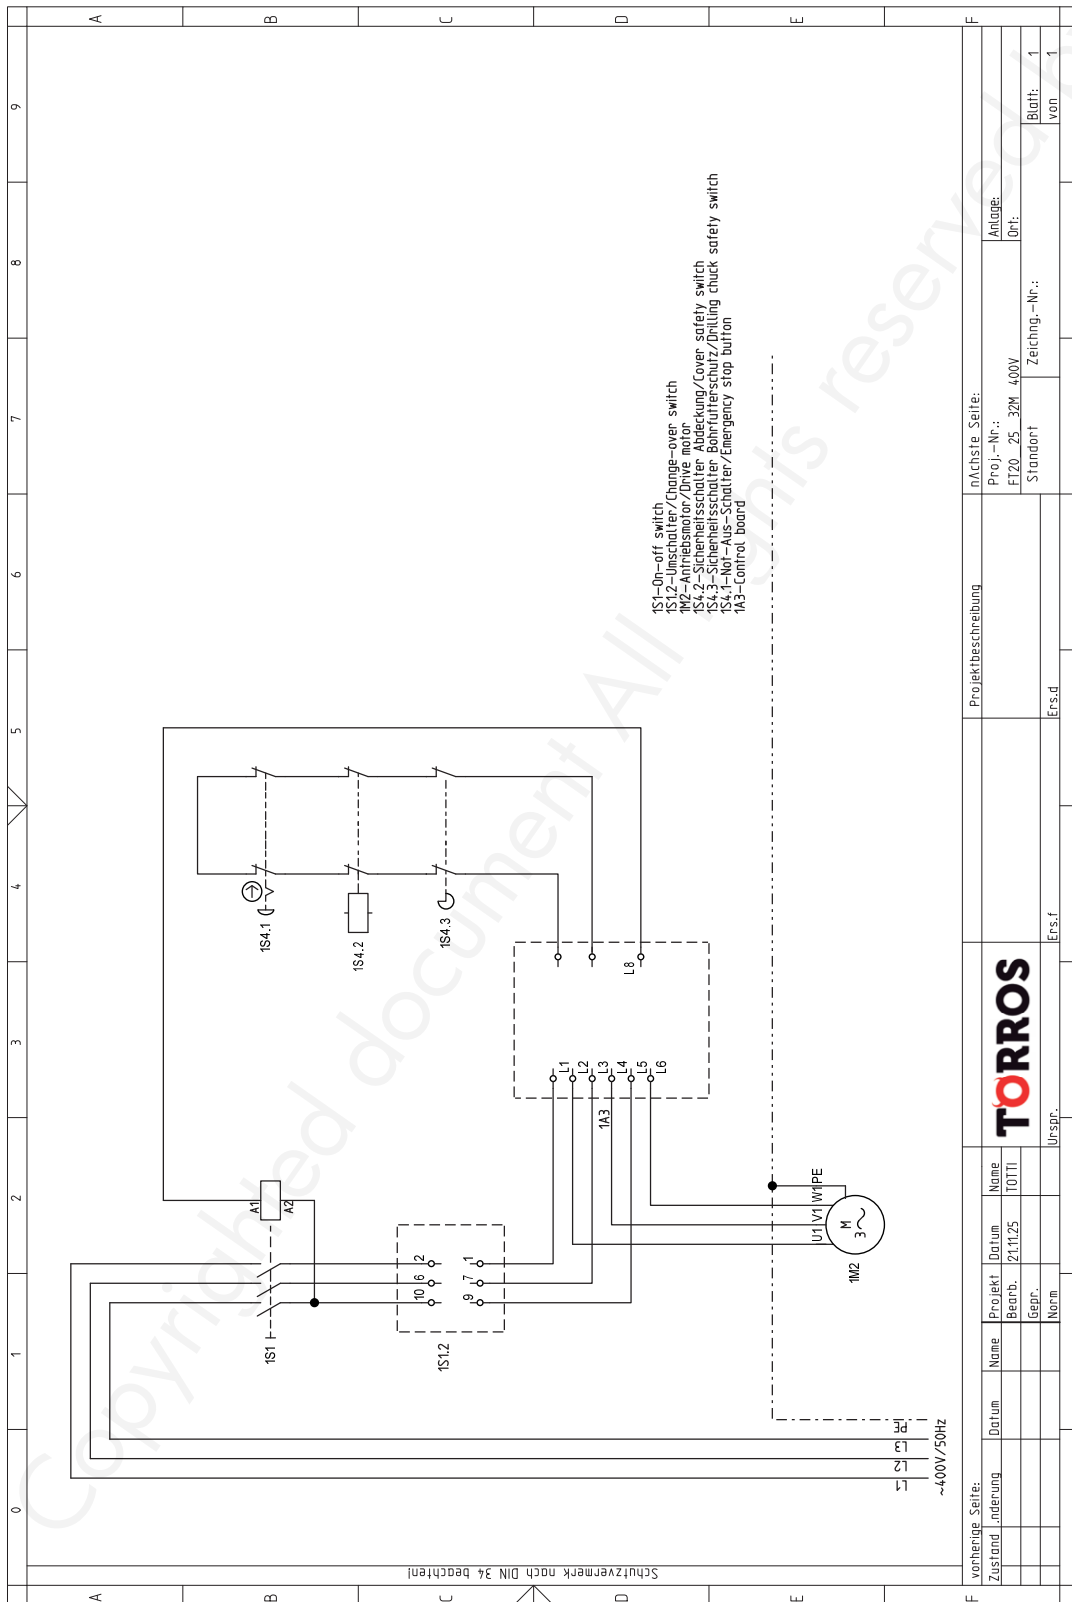 0 1 2 3 4 5 6 7 8 9
A
B
C
D
E
F
A
B
C
D
E
F
Schutzvermerk nach DIN 34 beachten!
1S1
A1
A2
1S1.2
10 6 2
9 7 1
1S4.1
1S4.2
1S4.3
1A3
L1
L2
L3
L4
L5
L6
L8
U1 V1 W1 PE
M
3
1M2
L1
L2
L3
PE
~400V/50Hz
1S1-On-off switch
1S1.2-Umschalter/Change-over switch
1M2-Antriebsmotor/Drive motor
1S4.2-Sicherheitsschalter Abdeckung/Cover safety switch
1S4.3-Sicherheitsschalter Bohrfutterschutz/Drilling chuck safety switch
1S4.1-Not-Aus-Schalter/Emergency stop button
1A3-Control board
vorherige Seite:
Zustand .nderung Datum Name
Projekt Datum Name
Bearb. 21.11.25 TOTTI
Gepr.
Norm
Urspr. Ers.f Ers.d
TORROS
Projektbeschreibung
nÄchste Seite:
Proj.-Nr.:
FT20 25 32M 400V
Standort
Zeichng.-Nr.:
Anlage:
Ort:
Blatt: 1
von 1
Copyrighted document All rights reserved by